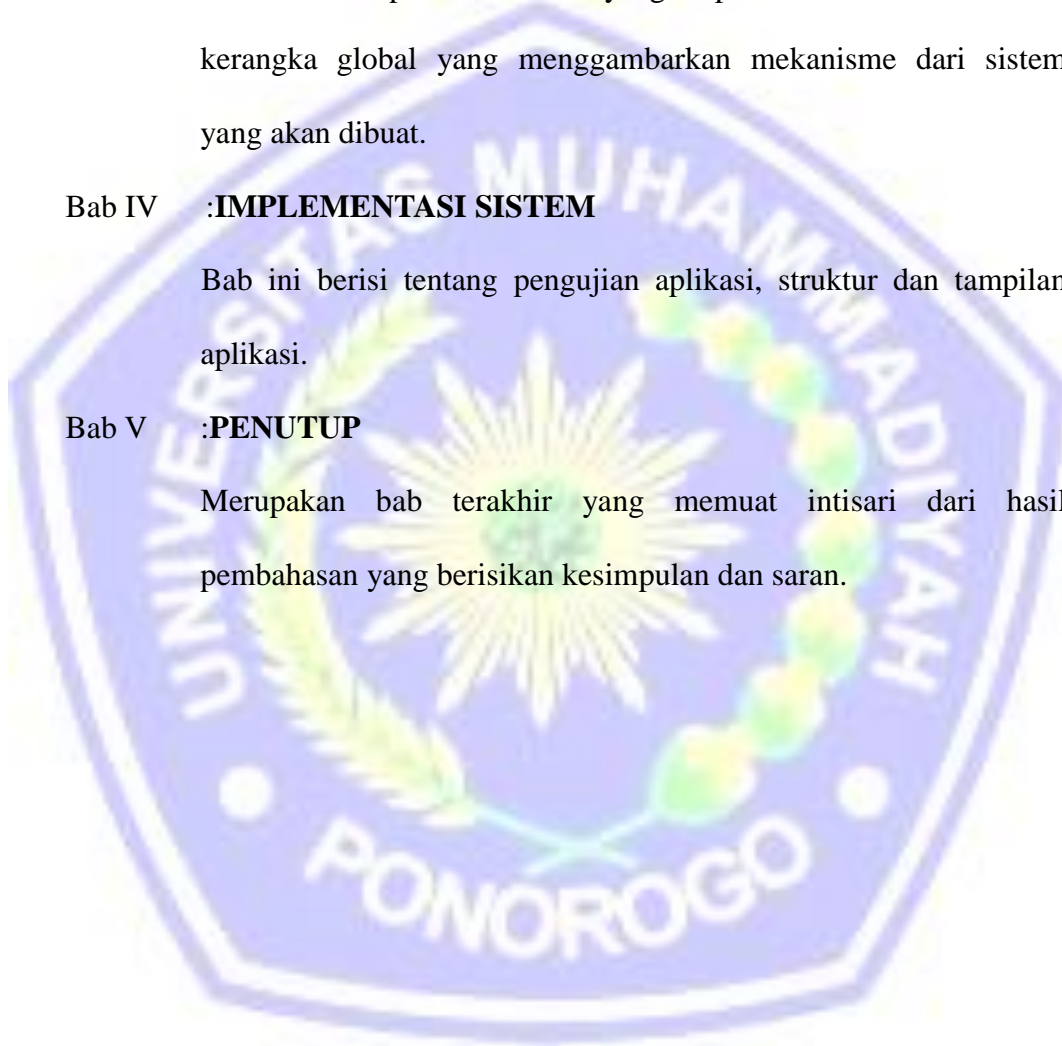 yang
kerangka global yang menggambarkan mekanisme dari sistem
yang akan dibuat.
Bab IV :IMPLEMENTASI SISTEM
Bab ini berisi tentang pengujian aplikasi, struktur dan tampilan
aplikasi.
Bab V :PENUTUP
Merupakan bab terakhir yang memuat intisari dari hasil
pembahasan yang berisikan kesimpulan dan saran.
UNIVERSITAS MUHAMMADIYAH
PONOROGO